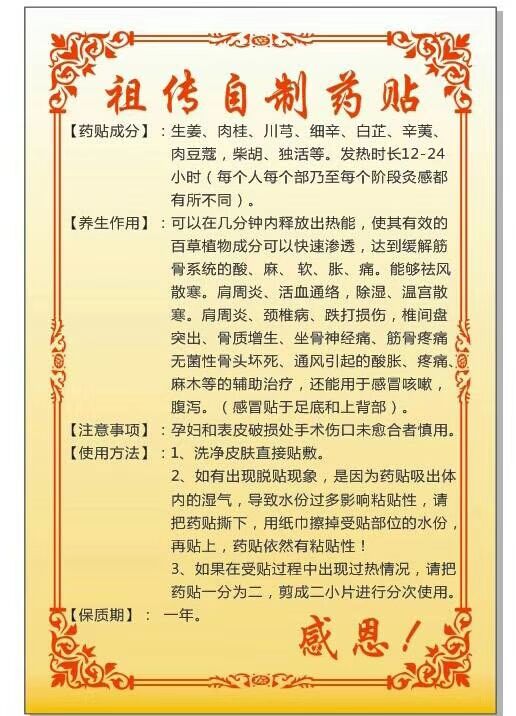 祖传自制药贴
【药贴成分】：生姜、肉桂、川芎、细辛、白芷、辛荑、
肉豆蔻，柴胡、独活等。发热时长12-24
小时（每个人每个部乃至每个阶段灸感都
有所不同）。
【养生作用】：可以在几分钟内释放出热能，使其有效的
百草植物成分可以快速渗透，达到缓解筋
骨系统的酸、麻、软、胀、痛。能够祛风
散寒。肩周炎、活血通络，除湿、温宫散
寒。肩周炎、颈椎病、跌打损伤，椎间盘
突出、骨质增生、坐骨神经痛、筋骨疼痛
无菌性骨头坏死、通风引起的酸胀、疼痛、
麻木等的辅助治疗，还能用于感冒咳嗽，
腹泻。（感冒贴于足底和上背部）。
【注意事项】：孕妇和表皮破损处手术伤口未愈合者慎用。
【使用方法】：1、洗净皮肤直接贴敷。
2、如有出现脱贴现象，是因为药贴吸出体
内的湿气，导致水份过多影响粘贴性，请
把药贴撕下，用纸巾擦掉受贴部位的水份，
再贴上，药贴依然有粘贴性！
3、如果在受贴过程中出现过热情况，请把
药贴一分为二，剪成二小片进行分次使用。
【保质期】： 一年。
感恩！